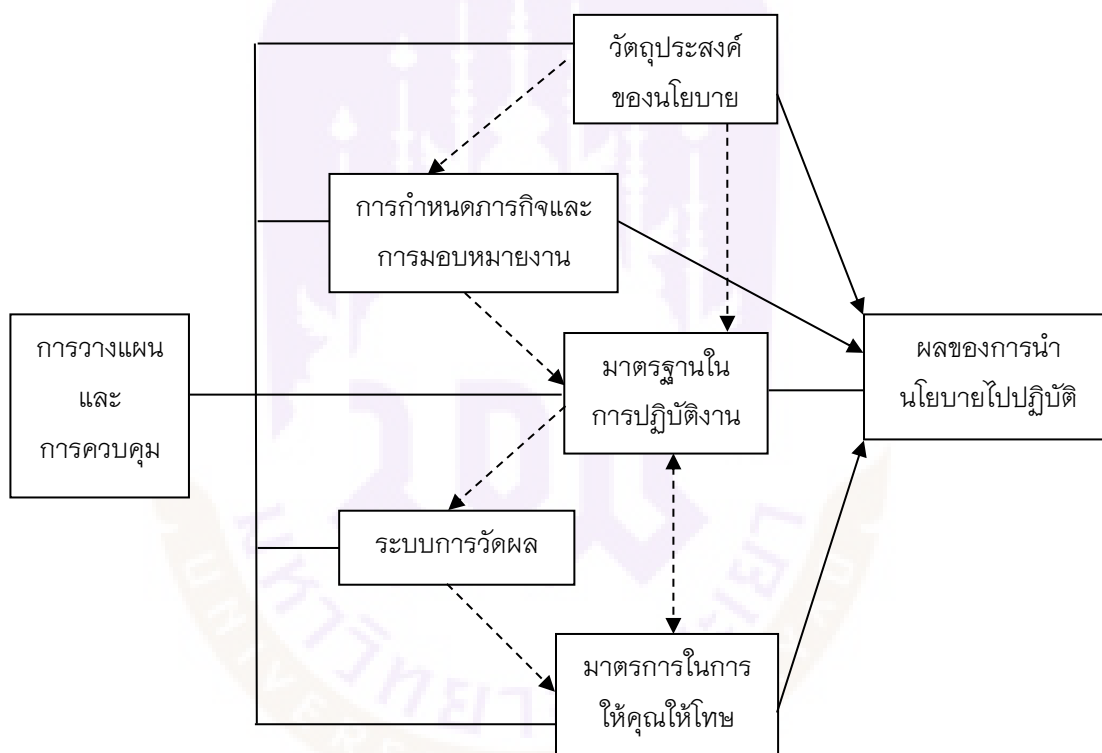 วัตถุประสงค์
ของนโยบาย
การกำหนดภารกิจและ
การมอบหมายงาน
การวางแผน
และ
การควบคุม
มาตรฐานใน
การปฏิบัติงาน
ผลของการนำ
นโยบายไปปฏิบัติ
ระบบการวัดผล
มาตรการในการ
ให้คุณให้โทษ